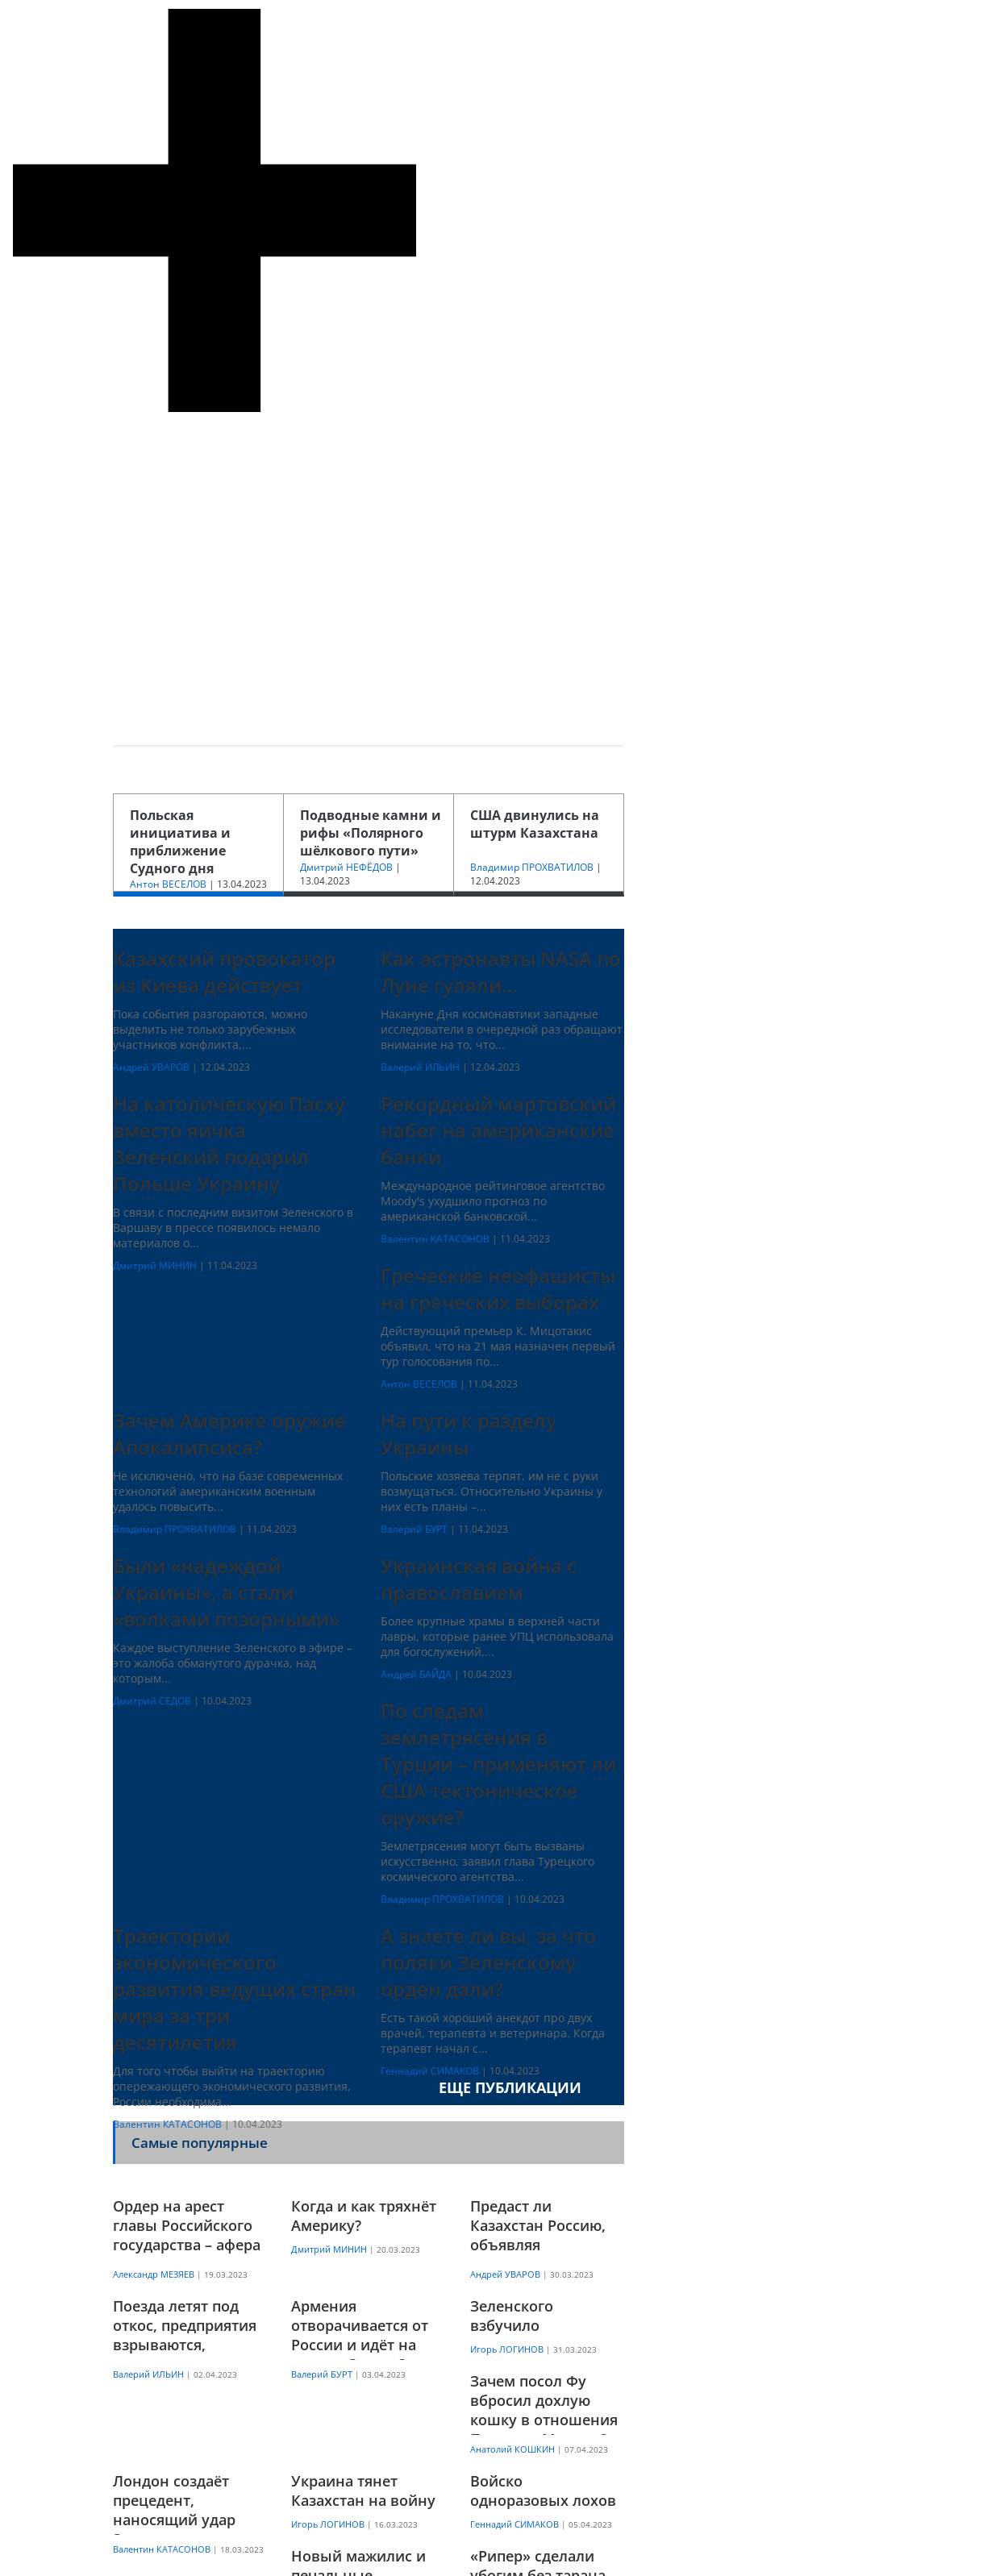 Польская
инициатива и
приближение
Судного дня
Антон ВЕСЕЛОВ | 13.04.2023
Подводные камни и
рифы «Полярного
шёлкового пути»
Дмитрий НЕФЁДОВ |
13.04.2023
США двинулись на
штурм Казахстана
Владимир ПРОХВАТИЛОВ |
12.04.2023
Казахский провокатор
из Киева действует
Пока события разгораются, можно
выделить не только зарубежных
участников конфликта,...
Андрей УВАРОВ | 12.04.2023
Как астронавты NASA по
Луне гуляли...
Накануне Дня космонавтики западные
исследователи в очередной раз обращают
внимание на то, что...
Валерий ИЛЬИН | 12.04.2023
На католическую Пасху
вместо яичка
Зеленский подарил
Польше Украину
В связи с последним визитом Зеленского в
Варшаву в прессе появилось немало
материалов о...
Дмитрий МИНИН | 11.04.2023
Рекордный мартовский
набег на американские
банки
Международное рейтинговое агентство
Moody's ухудшило прогноз по
американской банковской...
Валентин КАТАСОНОВ | 11.04.2023
Греческие неофашисты
на греческих выборах
Действующий премьер К. Мицотакис
объявил, что на 21 мая назначен первый
тур голосования по...
Антон ВЕСЕЛОВ | 11.04.2023
Зачем Америке оружие
Апокалипсиса?
Не исключено, что на базе современных
технологий американским военным
удалось повысить...
Владимир ПРОХВАТИЛОВ | 11.04.2023
На пути к разделу
Украины
Польские хозяева терпят, им не с руки
возмущаться. Относительно Украины у
них есть планы –...
Валерий БУРТ | 11.04.2023
Были «надеждой
Украины», а стали
«волками позорными»
Каждое выступление Зеленского в эфире –
это жалоба обманутого дурачка, над
которым...
Дмитрий СЕДОВ | 10.04.2023
Украинская война с
православием
Более крупные храмы в верхней части
лавры, которые ранее УПЦ использовала
для богослужений,...
Андрей БАЙДА | 10.04.2023
По следам
землетрясения в
Турции – применяют ли
США тектоническое
оружие?
Землетрясения могут быть вызваны
искусственно, заявил глава Турецкого
космического агентства...
Владимир ПРОХВАТИЛОВ | 10.04.2023
Траектории
экономического
развития ведущих стран
мира за три
десятилетия
Для того чтобы выйти на траекторию
опережающего экономического развития,
России необходима...
Валентин КАТАСОНОВ | 10.04.2023
А знаете ли вы, за что
поляки Зеленскому
орден дали?
Есть такой хороший анекдот про двух
врачей, терапевта и ветеринара. Когда
терапевт начал с...
Геннадий СИМАКОВ | 10.04.2023
ЕЩЕ ПУБЛИКАЦИИ
Самые популярные
Ордер на арест
главы Российского
государства – афера
Александр МЕЗЯЕВ | 19.03.2023
Когда и как тряхнёт
Америку?
Дмитрий МИНИН | 20.03.2023
Предаст ли
Казахстан Россию,
объявляя
Андрей УВАРОВ | 30.03.2023
Поезда летят под
откос, предприятия
взрываются,
Валерий ИЛЬИН | 02.04.2023
Армения
отворачивается от
России и идёт на
Валерий БУРТ | 03.04.2023
Зеленского
взбучило
Игорь ЛОГИНОВ | 31.03.2023
Зачем посол Фу
вбросил дохлую
кошку в отношения
Анатолий КОШКИН | 07.04.2023
Лондон создаёт
прецедент,
наносящий удар
Валентин КАТАСОНОВ | 18.03.2023
Украина тянет
Казахстан на войну
Игорь ЛОГИНОВ | 16.03.2023
Войско
одноразовых лохов
Геннадий СИМАКОВ | 05.04.2023
Новый мажилис и
печальные
«Рипер» сделали
убогим без тарана